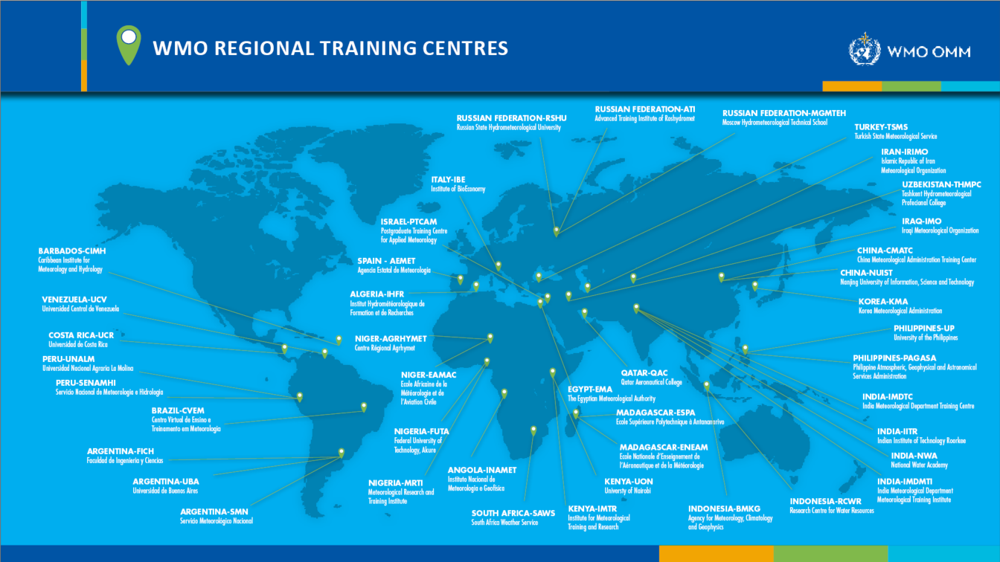 WMO REGIONAL TRAINING CENTRES
WMO OMM
RUSSIAN FEDERATION-RSHU
Russian State Hydrometeorological University
RUSSIAN FEDERATION-ATI
Advanced Training Institute of Roshydromet
RUSSIAN FEDERATION-MGMTEH
Moscow Hydrometeorological Technical School
TURKEY-TSMS
Turkish State Meteorological Service
IRAN-IRIMO
Islamic Republic of Iran
Meteorological Organization
UZBEKISTAN-THMPC
Tashkent Hydrometeorological
Profecional College
IRAQ-IMO
Iraqi Meteorological Organization
CHINA-CMATC
China Meteorological Administration Training Center
CHINA-NUIST
Nanjing University of Information, Science and Technology
KOREA-KMA
Korea Meteorological Administration
PHILIPPINES-UP
University of the Philippines
PHILIPPINES-PAGASA
Philippine Atmospheric, Geophysical and Astronomical
Services Administration
INDIA-IMDTC
India Meteorological Department Training Centre
INDIA-IITR
Indian Institute of Technology Roorkee
INDIA-NWA
National Water Academy
INDIA-IMDMTI
India Meteorological Department
Meteorological Training Institute
INDONESIA-RCWR
Research Centre for Water Resources
INDONESIA-BMKG
Agency for Meteorology, Climatology
and Geophysics
ITALY-IBE
Institute of BioEconomy
ISRAEL-PTCAM
Postgraduate Training Centre
for Applied Meteorology
SPAIN - AEMET
Agencia Estatal de Meteorología
ALGERIA-IHFR
Institut Hydrométéorologique de
Formation et de Recherches
NIGER-AGRHYMET
Centre Régional Agrhymet
NIGER-EAMAC
Ecole Africaine de la
Météorologie et de
l'Aviation Civile
NIGERIA-FUTA
Federal University of
Technology, Akure
NIGERIA-MRTI
Meteorological Research and
Training Institute
ANGOLA-INAMET
Instituto Nacional de
Meteorologia e Geofísica
SOUTH AFRICA-SAWS
South Africa Weather Service
KENYA-IMTR
Institute for Meteorological
Training and Research
KENYA-UON
Universty of Nairobi
MADAGASCAR-ENEAM
Ecole Nationale d'Enseignement de
l'Aéronautique et de la Météorologie
MADAGASCAR-ESPA
Ecole Supérieure Polytechnique à Antananarivo
EGYPT-EMA
The Egyptian Meteorological Authority
QATAR-QAC
Qatar Aeronautical College
BARBADOS-CIMH
Caribbean Institute for
Meteorology and Hydrology
VENEZUELA-UCV
Universidad Central de Venezuela
COSTA RICA-UCR
Universidad de Costa Rica
PERU-UNALM
Universidad Nacional Agraria La Molina
PERU-SENAMHI
Servicio Nacional de Meteorologia e Hidrologia
BRAZIL-CVEM
Centro Virtual de Ensino e
Treinamento em Meteorologia
ARGENTINA-FICH
Faculdad de Ingenieria y Ciencias
ARGENTINA-UBA
Universidad de Buenos Aires
ARGENTINA-SMN
Servicio Meteorológico Nacional